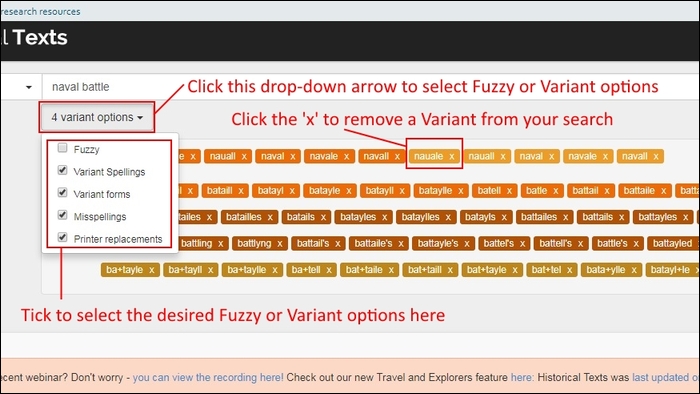 research resources
l Texts
naval battle
Click this drop-down arrow to select Fuzzy or Variant options
4 variant options
Click the 'x' to remove a Variant from your search
Fuzzy
le x nauall x naval x navale x navall x nauale x nauall x naval x navale x navall x
Variant Spellings
Variant forms
bataill x batayl x batayle x bataylle x batell x batle x battail x battaile x
Misspellings
batailes x batailles x batails x batayles x bataylles x batayls x batailes x battails x battayles x
Printer replacements
battling x battlyng x battail's x battaile's x battayle's x battel's x battell's x battle's x battayled x
ba+tayle x ba+tayll x ba+tayle x ba+tell x bat+taile x bat+taill x bat+tayle x bat+tel x bata+ylle x batayl+le x
Tick to select the desired Fuzzy or Variant options here
ecent webinar? Don't worry - you can view the recording here! Check out our new Travel and Explorers feature here: Historical Texts was last updated o